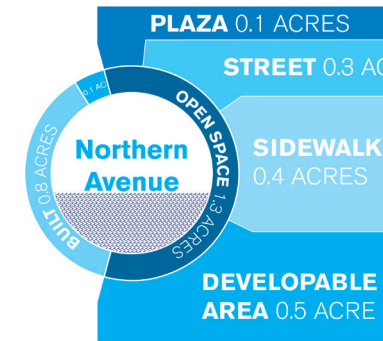 PLAZA 0.1 ACRES
STREET 0.3 AC
0.1 AC
OPEN SPACE 1.3 ACRES
Northern
Avenue
SIDEWALK
0.4 ACRES
BUILT 0.8 ACRES
DEVELOPABLE
AREA 0.5 ACRE